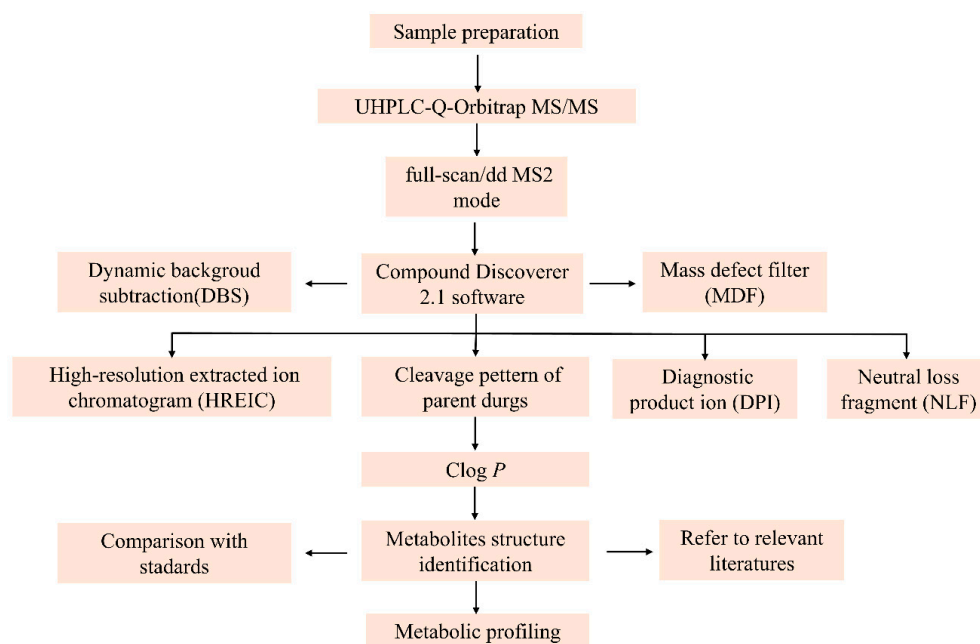 Sample preparation
UHPLC-Q-Orbitrap MS/MS
full-scan/dd MS2
mode
Dynamic backgroud
subtraction(DBS)
Compound Discoverer
2.1 software
Mass defect filter
(MDF)
High-resolution extracted ion
chromatogram (HREIC)
Cleavage pettern of
parent durgs
Diagnostic
product ion (DPI)
Neutral loss
fragment (NLF)
Clog P
Comparison with
stadards
Metabolites structure
identification
Refer to relevant
literatures
Metabolic profiling